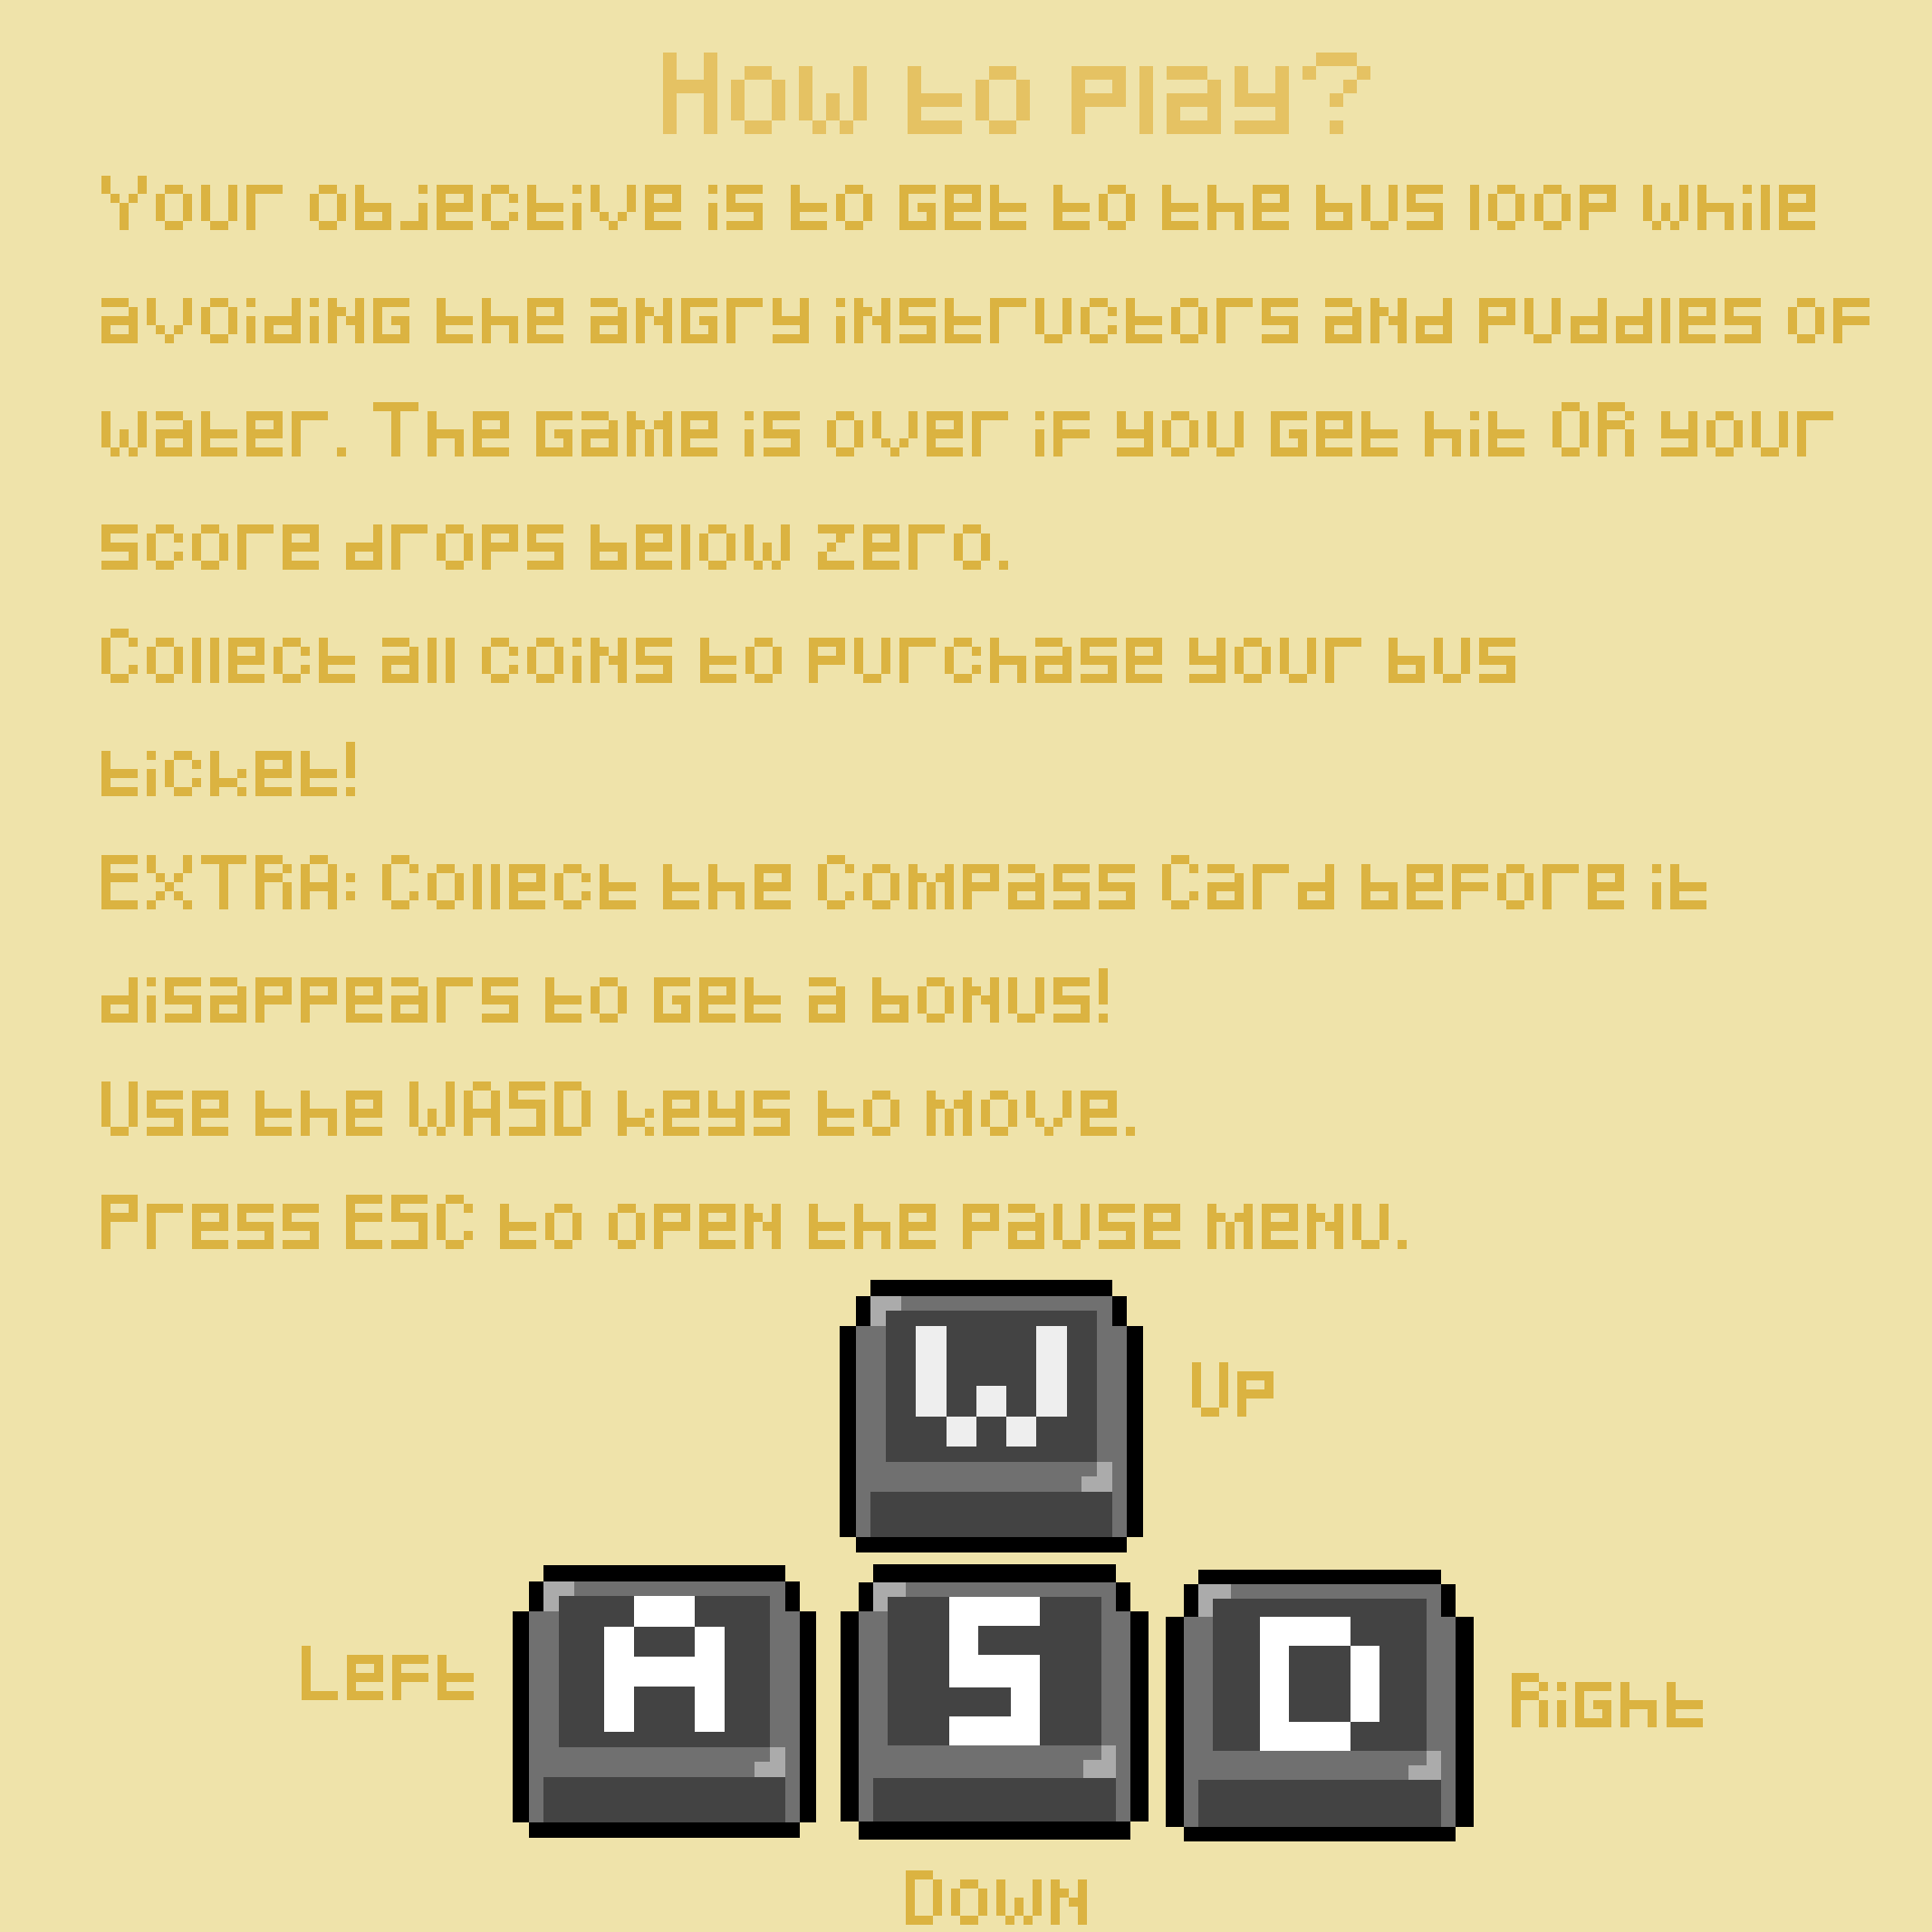 How to play?
Your objective is to get to the bus loop while
avoiding the angry instructors and puddles of
water. The game is over if you get hit OR your
score drops below zero.
Collect all coins to purchase your bus
ticket!
EXTRA: Collect the Compass Card before it
disappears to get a bonus!
Use the WASD keys to move.
Press ESC to open the pause menu.
W Up
Left A S D Right
Down